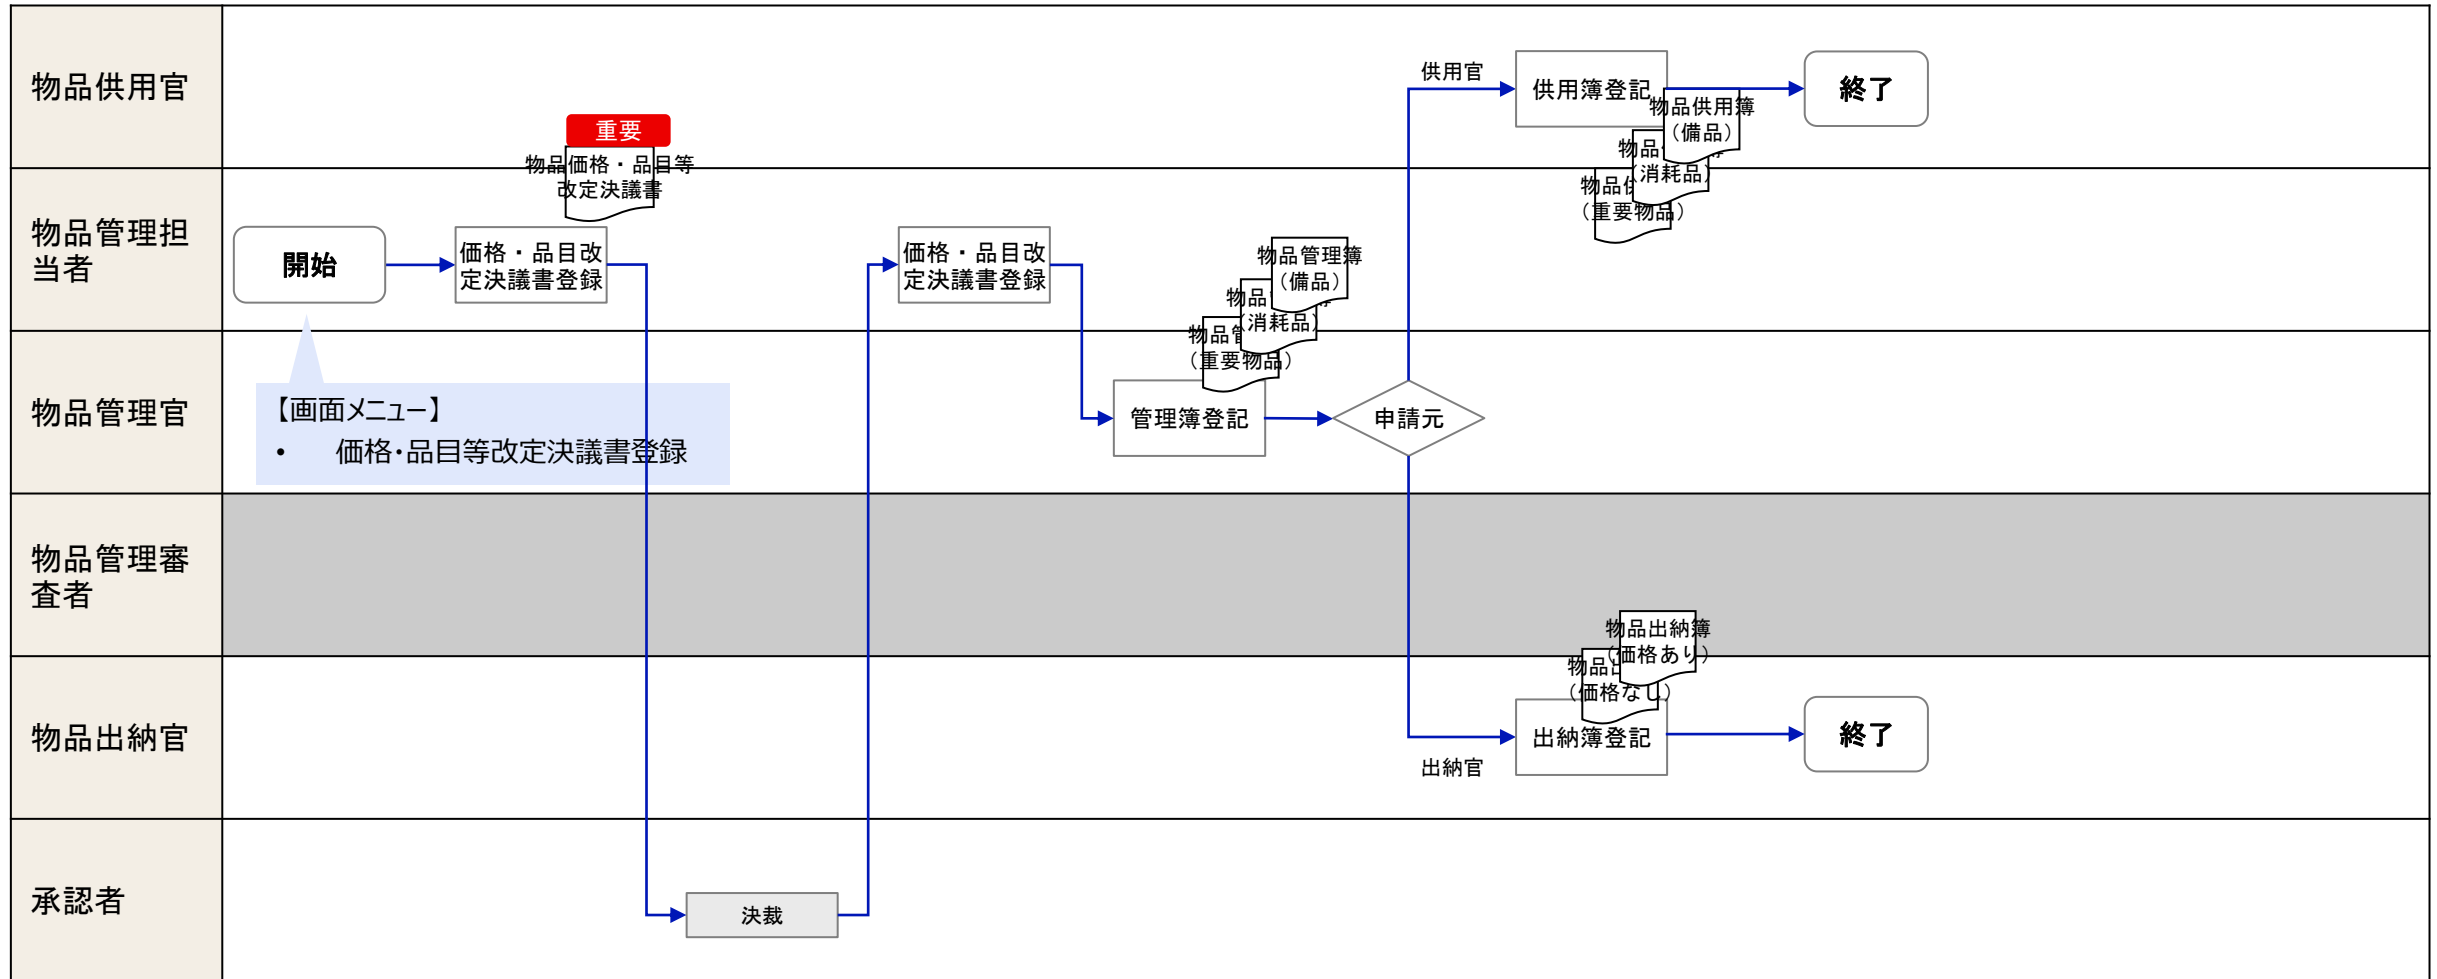 物品供用官
供用官
供用簿登記
物品供用簿
（備品）
終了
重要
物品価格・品目等
改定決議書
（消耗品）
（重要物品）
物品管理担
当者
開始
価格・品目改
定決議書登録
価格・品目改
定決議書登録
物品管理簿
（備品）
（消耗品）
（重要物品）
物品管理官
【画面メニュー】
• 価格・品目等改定決議書登録
管理簿登記
申請元
物品管理審
査者
物品出納簿
（価格あり）
（価格なし）
物品出納官
出納簿登記
終了
出納官
承認者
決裁